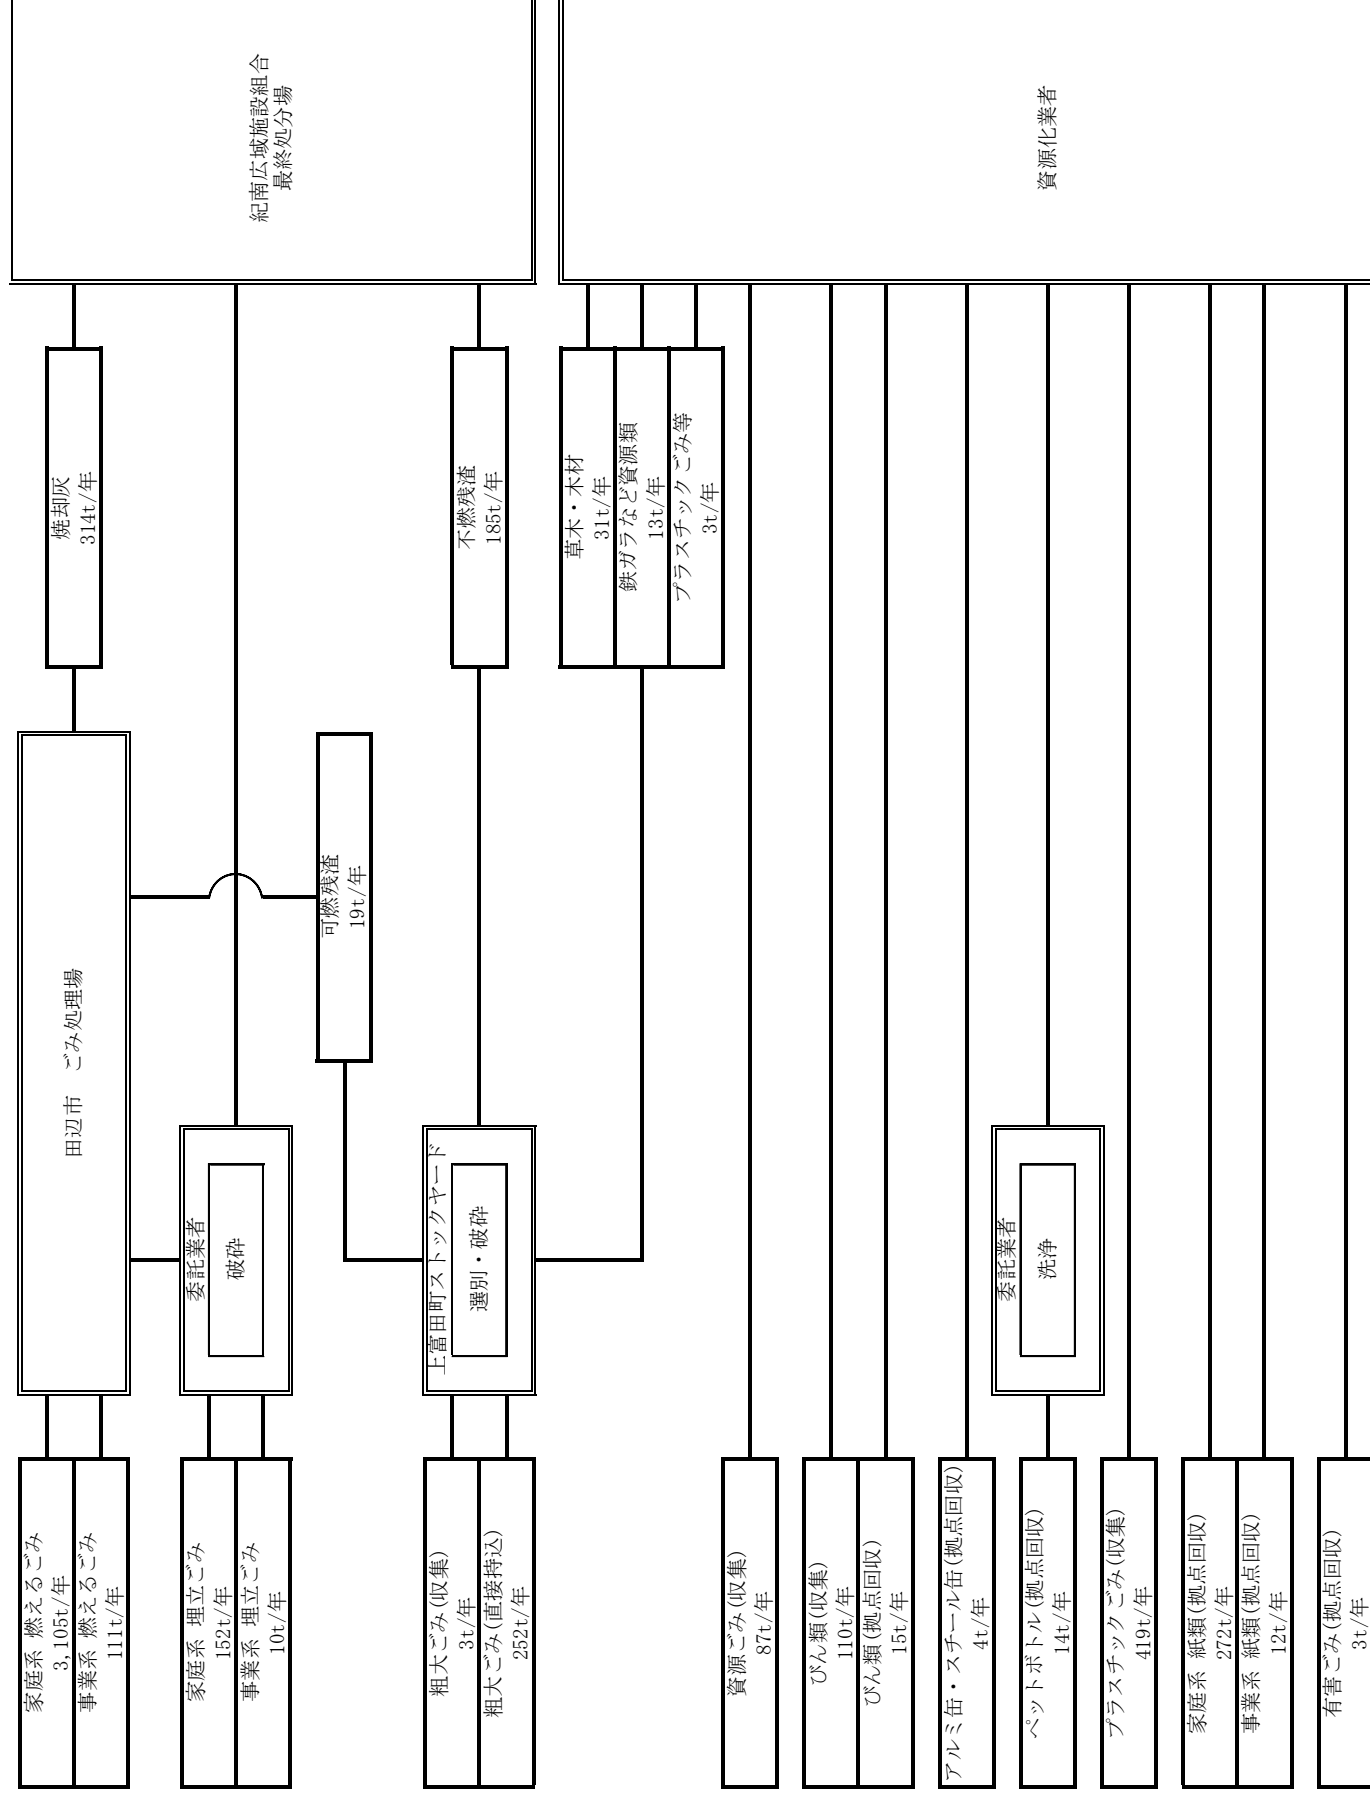 家庭系 燃えるごみ
3,105t/年
事業系 燃えるごみ
111t/年
田辺市　ごみ処理場
焼却灰
314t/年
紀南広域施設組合
最終処分場
家庭系 埋立ごみ
152t/年
事業系 埋立ごみ
10t/年
委託業者
破砕
可燃残渣
19t/年
粗大ごみ(収集)
3t/年
粗大ごみ(直接持込)
252t/年
上富田町ストックヤード
選別・破砕
不燃残渣
185t/年
草木・木材
31t/年
鉄ガラなど資源類
13t/年
プラスチックごみ等
3t/年
資源化業者
資源ごみ(収集)
87t/年
びん類(収集)
110t/年
びん類(拠点回収)
15t/年
アルミ缶・スチール缶(拠点回収)
4t/年
ペットボトル(拠点回収)
14t/年
委託業者
洗浄
プラスチックごみ(収集)
419t/年
家庭系 紙類(拠点回収)
272t/年
事業系 紙類(拠点回収)
12t/年
有害ごみ(拠点回収)
3t/年